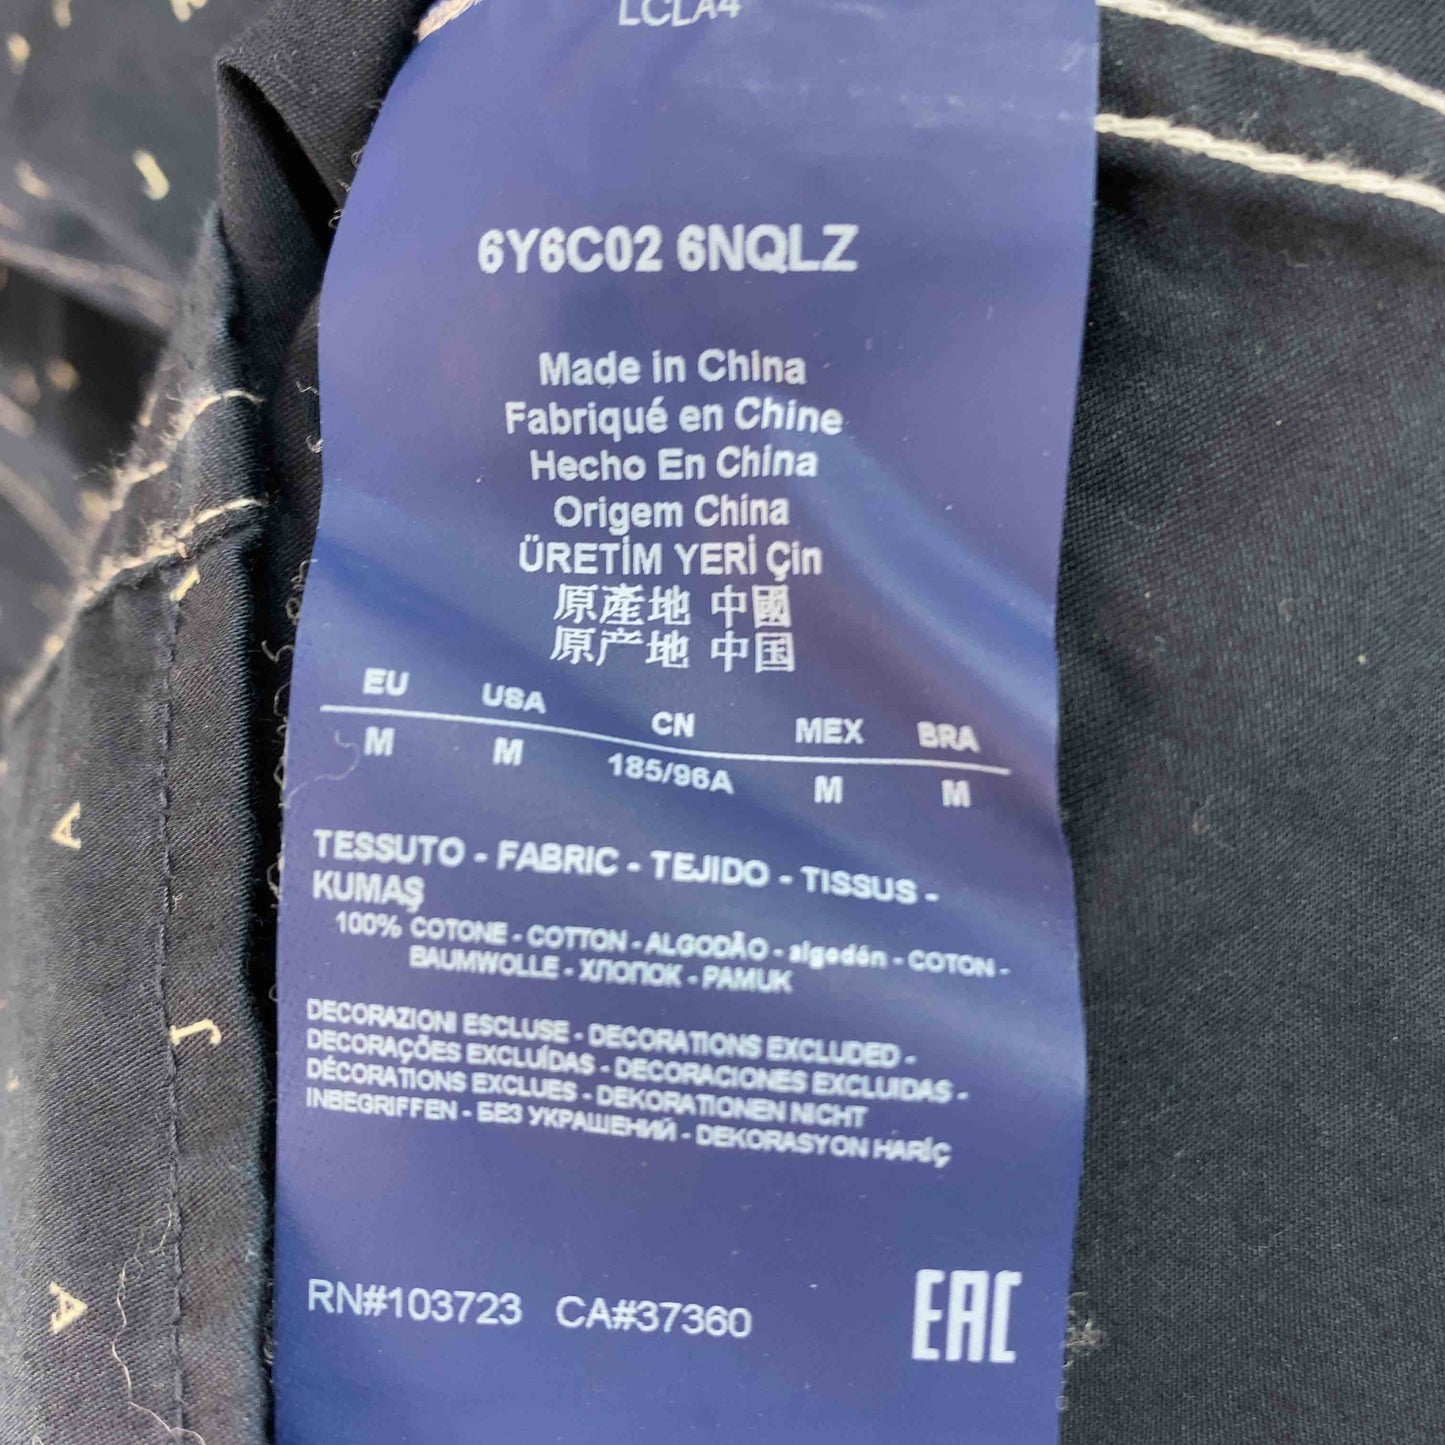 LCLA4
6Y6C02 6NQLZ
Made in China
Fabriqué en Chine
Hecho En China
Origem China
ÜRETİM YERİ Çin
原產地 中國
原产地 中国
EU USA CN MEX BRA
M M 185/96A M M
TESSUTO - FABRIC - TEJIDO - TISSUS -
KUMAŞ
100% COTONE - COTTON - ALGODÃO - algodón - COTON -
BAUMWOLLE - ХЛОПОК - PAMUK
DECORAZIONI ESCLUSE - DECORATIONS EXCLUDED -
DECORAÇÕES EXCLUÍDAS - DECORACIONES EXCLUIDAS -
DÉCORATIONS EXCLUES - DEKORATIONEN NICHT
INBEGRIFFEN - БЕЗ УКРАШЕНИЙ - DEKORASYON HARİÇ
RN#103723 CA#37360
EAC
A
J
A
J